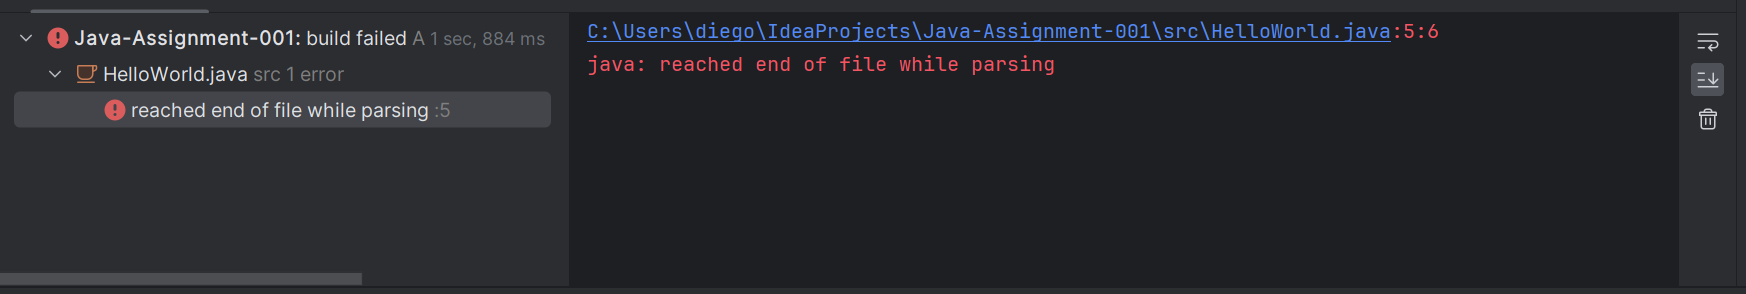 Java-Assignment-001: build failed A 1 sec, 884 ms
HelloWorld.java src 1 error
reached end of file while parsing :5
C:\Users\diego\IdeaProjects\Java-Assignment-001\src\HelloWorld.java:5:6
java: reached end of file while parsing